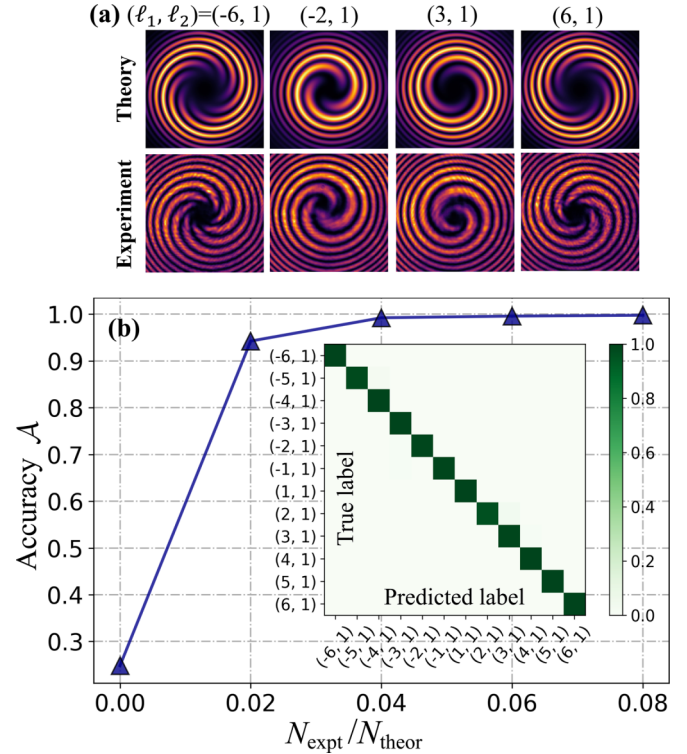 (a) (ℓ₁, ℓ₂)=(-6, 1) (-2, 1) (3, 1) (6, 1)
Theory
Experiment
(b)
1.0
0.9
0.8
0.7
0.6
0.5
0.4
0.3
Accuracy 𝒜
0.00 0.02 0.04 0.06 0.08
N_expt/N_theor
True label
(-6, 1)
(-5, 1)
(-4, 1)
(-3, 1)
(-2, 1)
(-1, 1)
(1, 1)
(2, 1)
(3, 1)
(4, 1)
(5, 1)
(6, 1)
Predicted label
(-6, 1) (-5, 1) (-4, 1) (-3, 1) (-2, 1) (-1, 1) (1, 1) (2, 1) (3, 1) (4, 1) (5, 1) (6, 1)
1.0
0.8
0.6
0.4
0.2
0.0